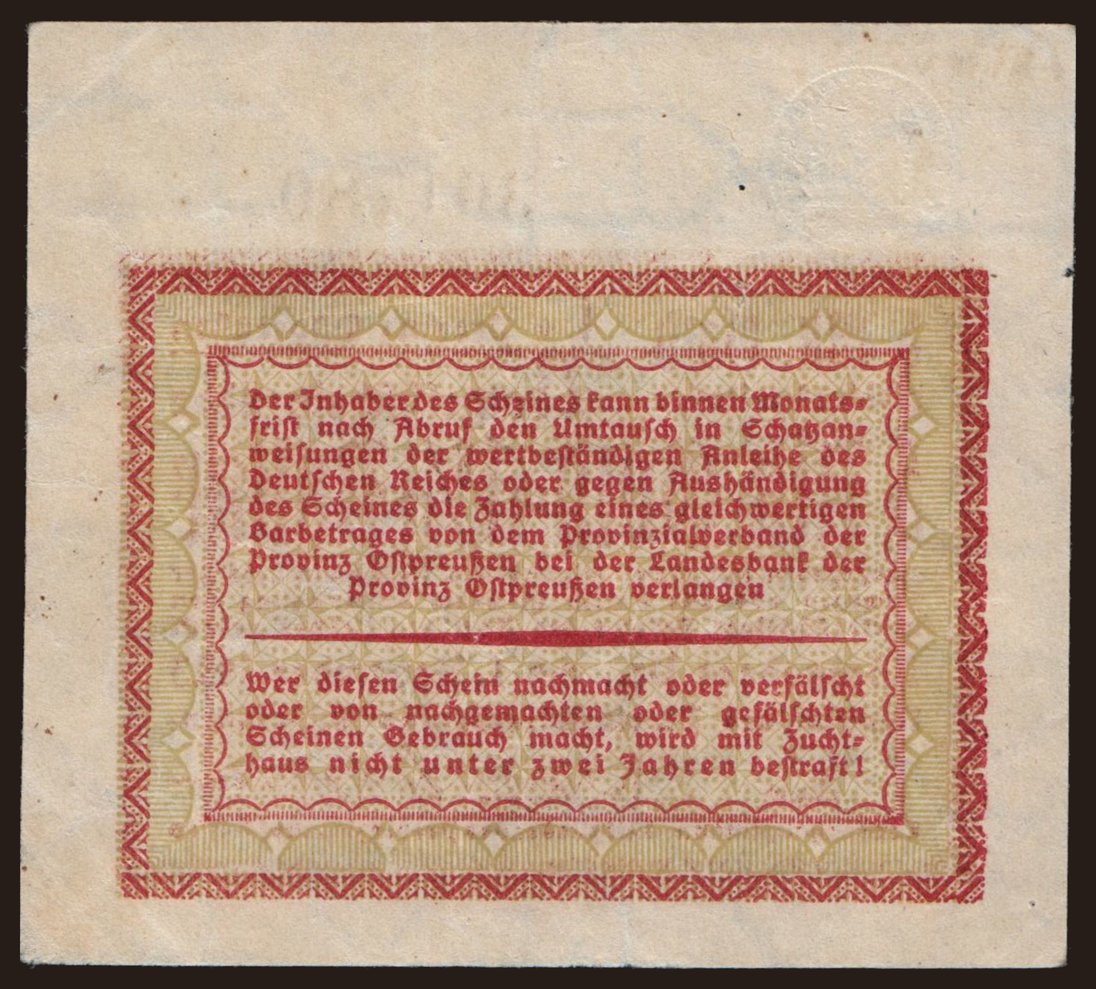 Der Inhaber des Scheines kann binnen Monats-
frist nach Abruf den Umtausch in Schatzan-
weisungen der wertbeständigen Anleihe des
Deutschen Reiches oder gegen Aushändigung
des Scheines die Zahlung eines gleichwertigen
Barbetrages von dem Provinzialverband der
Provinz Ostpreußen bei der Landesbank der
Provinz Ostpreußen verlangen
Wer diesen Schein nachmacht oder verfälscht
oder von nachgemachten oder gefälschten
Scheinen Gebrauch macht, wird mit Zucht-
haus nicht unter zwei Jahren bestraft!